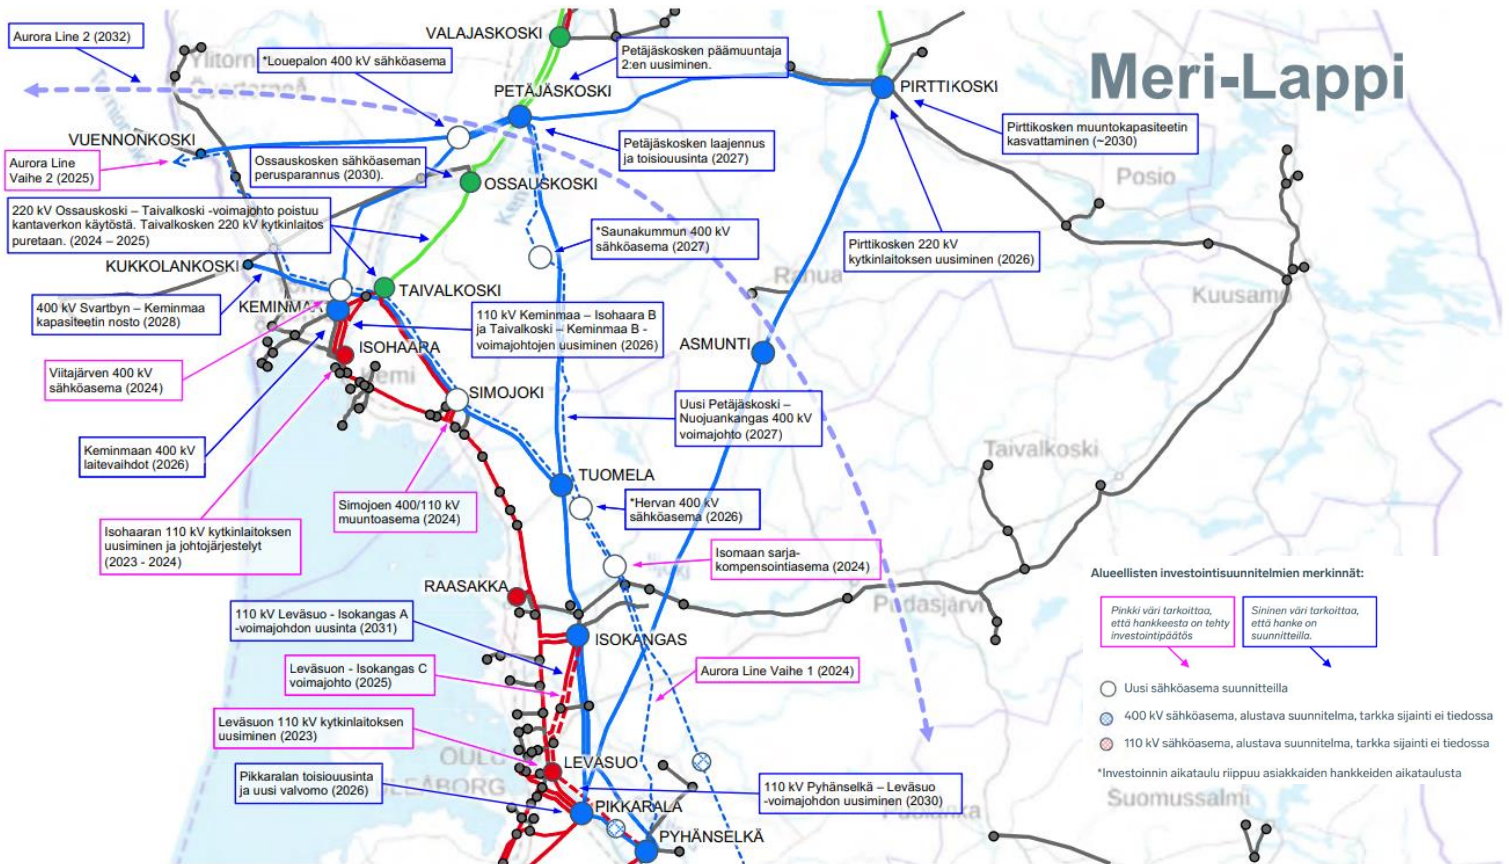 Meri-Lappi
Aurora Line 2 (2032)
*Louepalon 400 kV sähköasema
VALAJASKOSKI
Petäjäskosken päämuuntaja
2:en uusiminen.
PETÄJÄSKOSKI
PIRTTIKOSKI
Pirttikosken muuntokapasiteetin
kasvattaminen (~2030)
VUENNONKOSKI
Aurora Line
Vaihe 2 (2025)
Ossauskosken sähköaseman
perusparannus (2030).
Petäjäskosken laajennus
ja toisiouusinta (2027)
OSSAUSKOSKI
Posio
220 kV Ossauskoski – Taivalkoski -voimajohto poistuu
kantaverkon käytöstä. Taivalkosken 220 kV kytkinlaitos
puretaan. (2024 – 2025)
*Saunakummun 400 kV
sähköasema (2027)
Pirttikosken 220 kV
kytkinlaitoksen uusiminen (2026)
KUKKOLANKOSKI
TAIVALKOSKI
Ranua
Kuusamo
400 kV Svartbyn – Keminmaa
kapasiteetin nosto (2028)
KEMINMAA
110 kV Keminmaa – Isohaara B
ja Taivalkoski – Keminmaa B -
voimajohtojen uusiminen (2026)
ASMUNTI
ISOHAARA
Kemi
Viitajärven 400 kV
sähköasema (2024)
SIMOJOKI
Uusi Petäjäskoski –
Nuojuankangas 400 kV
voimajohto (2027)
Keminmaan 400 kV
laitevaihdot (2026)
Taivalkoski
TUOMELA
Simojoen 400/110 kV
muuntoasema (2024)
*Hervan 400 kV
sähköasema (2026)
Isohaaran 110 kV kytkinlaitoksen
uusiminen ja johtojärjestelyt
(2023 - 2024)
Isomaan sarja-
kompensointiasema (2024)
RAASAKKA
Pudasjärvi
110 kV Leväsuo - Isokangas A
-voimajohdon uusinta (2031)
ISOKANGAS
Leväsuon - Isokangas C
voimajohto (2025)
Aurora Line Vaihe 1 (2024)
Leväsuon 110 kV kytkinlaitoksen
uusiminen (2023)
OULU
LEVÄSUO
Pikkaralan toisiouusinta
ja uusi valvomo (2026)
110 kV Pyhänselkä – Leväsuo
-voimajohdon uusiminen (2030)
PIKKARALA
PYHÄNSELKÄ
Suomussalmi
Alueellisten investointisuunnitelmien merkinnät:
Pinkki väri tarkoittaa,
että hankkeesta on tehty
investointipäätös
Sininen väri tarkoittaa,
että hanke on
suunnitteilla.
Uusi sähköasema suunnitteilla
400 kV sähköasema, alustava suunnitelma, tarkka sijainti ei tiedossa
110 kV sähköasema, alustava suunnitelma, tarkka sijainti ei tiedossa
*Investoinnin aikataulu riippuu asiakkaiden hankkeiden aikataulusta